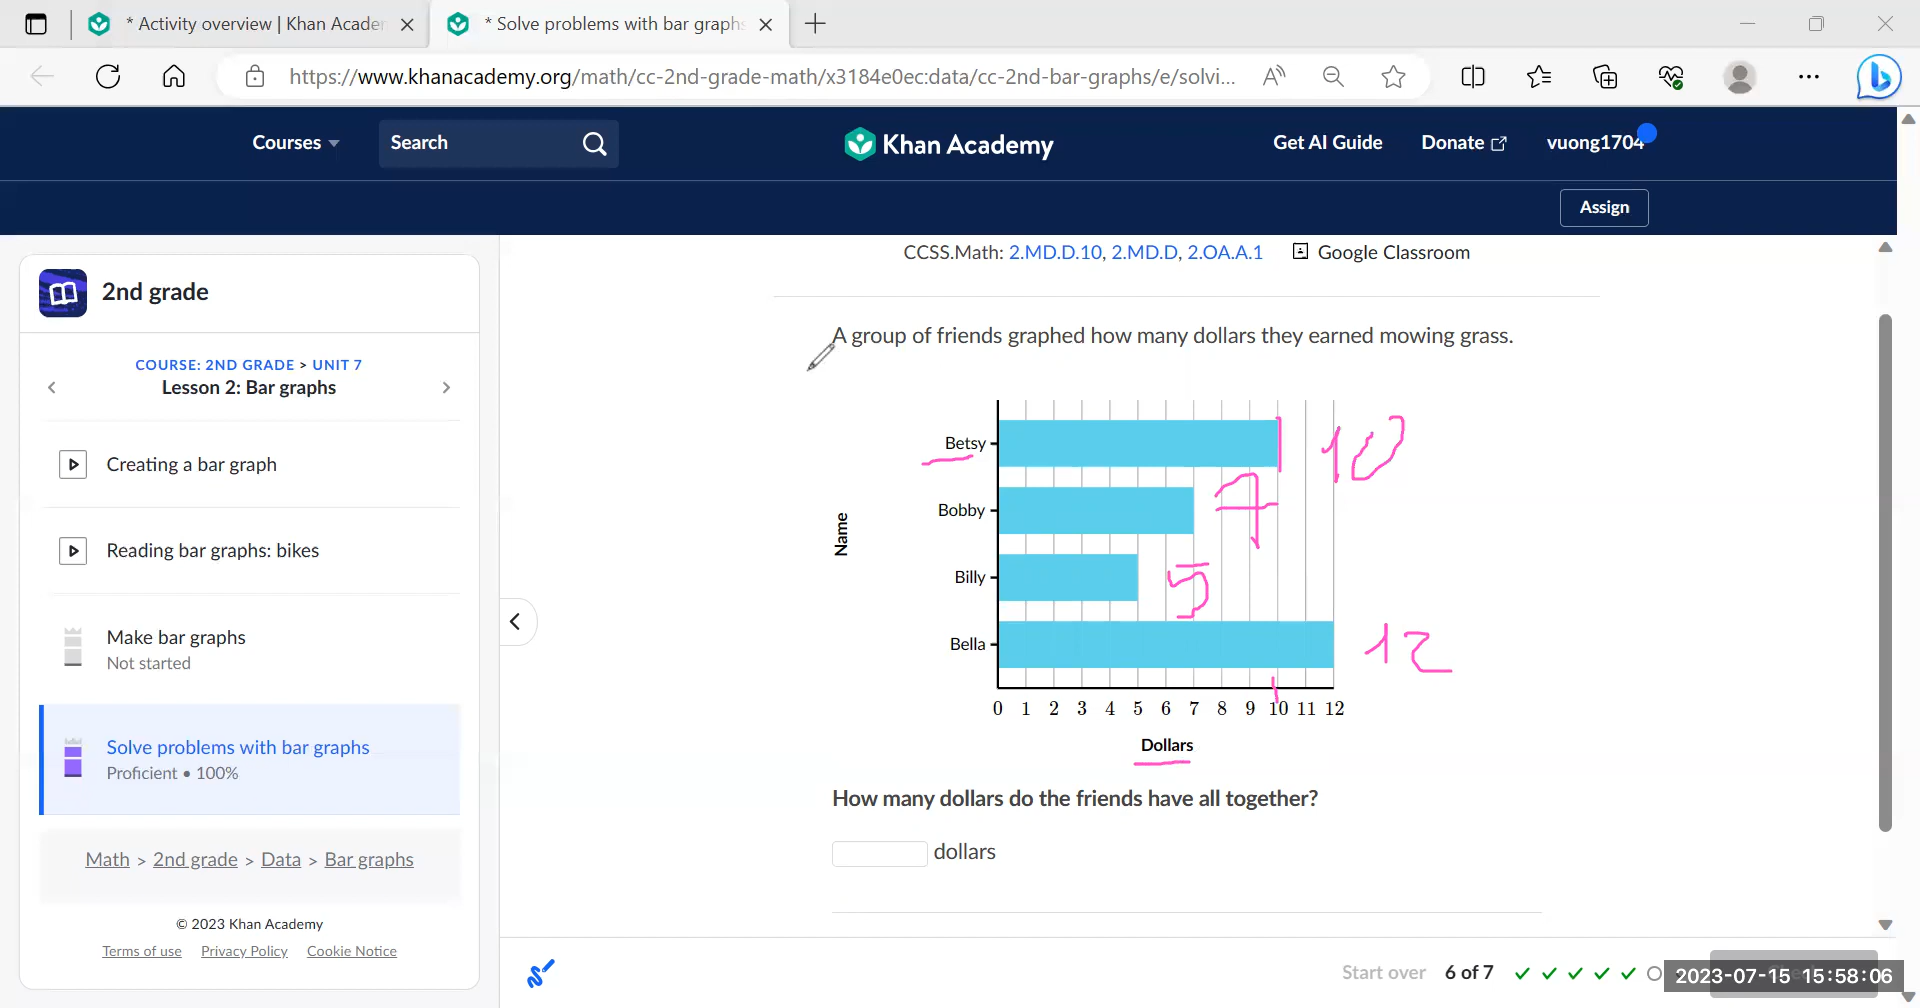 * Activity overview | Khan Acade
* Solve problems with bar graph
https://www.khanacademy.org/math/cc-2nd-grade-math/x3184e0ec:data/cc-2nd-bar-graphs/e/solvi...
Courses
Search
Khan Academy
Get AI Guide
Donate
vuong1704
Assign
2nd grade
COURSE: 2ND GRADE > UNIT 7
Lesson 2: Bar graphs
Creating a bar graph
Reading bar graphs: bikes
Make bar graphs
Not started
Solve problems with bar graphs
Proficient • 100%
Math > 2nd grade > Data > Bar graphs
© 2023 Khan Academy
Terms of use Privacy Policy Cookie Notice
CCSS.Math: 2.MD.D.10, 2.MD.D, 2.OA.A.1 Google Classroom
A group of friends graphed how many dollars they earned mowing grass.
Name
Betsy 10
Bobby 7
Billy 5
Bella 12
0 1 2 3 4 5 6 7 8 9 10 11 12
Dollars
How many dollars do the friends have all together?
dollars
Start over 6 of 7
2023-07-15 15:58:06